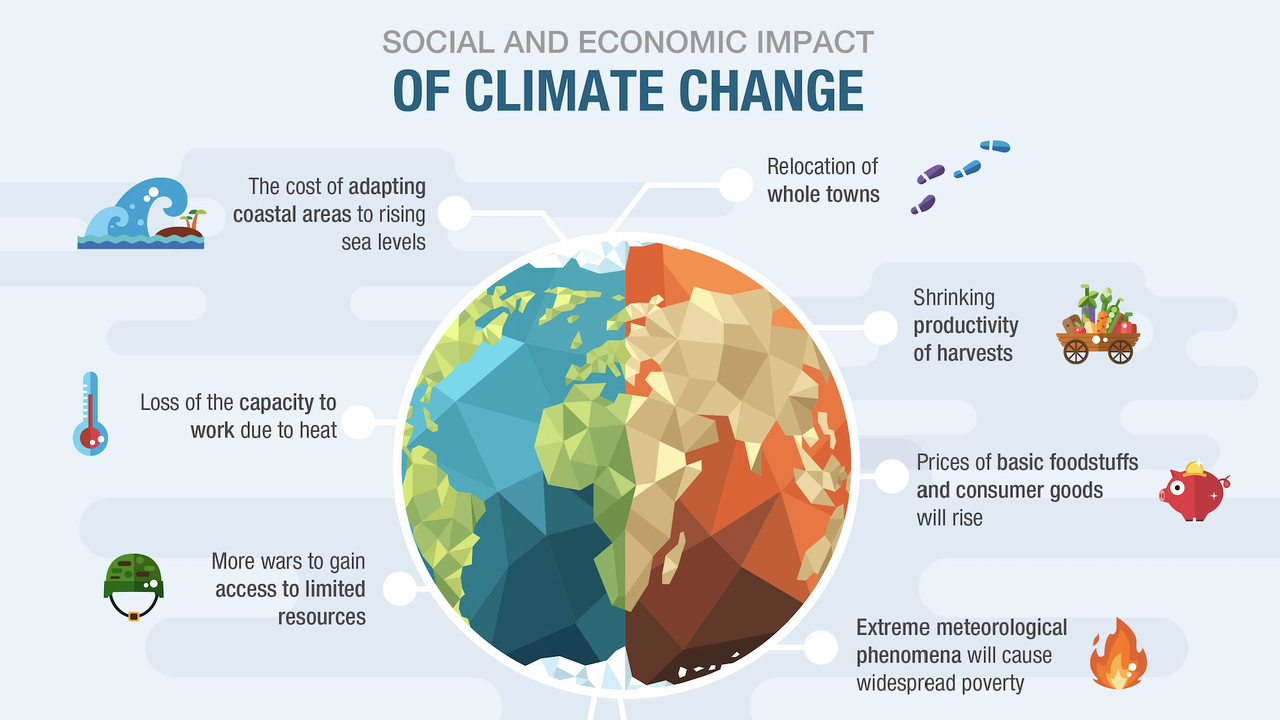 SOCIAL AND ECONOMIC IMPACT
OF CLIMATE CHANGE
The cost of adapting
coastal areas to rising
sea levels
Loss of the capacity to
work due to heat
More wars to gain
access to limited
resources
Relocation of
whole towns
Shrinking
productivity
of harvests
Prices of basic foodstuffs
and consumer goods
will rise
Extreme meteorological
phenomena will cause
widespread poverty